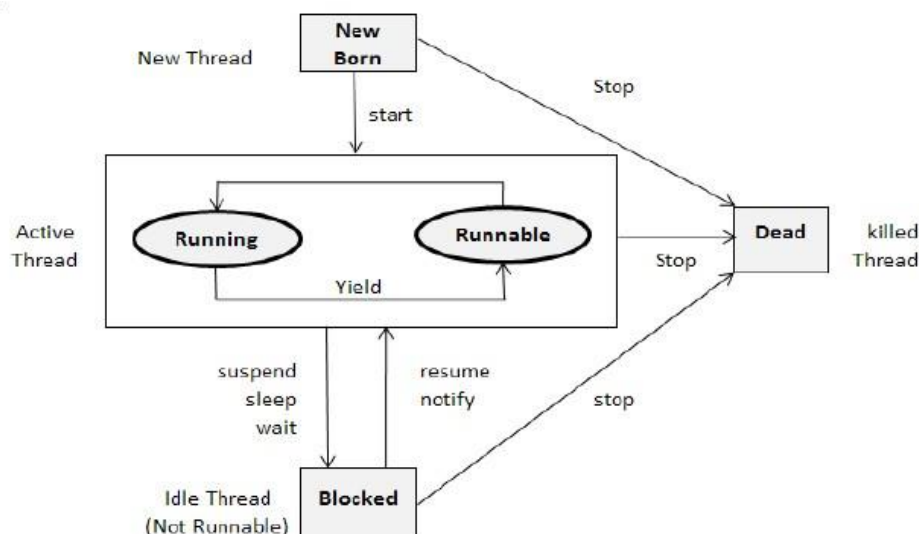 New
Born
New Thread
Stop
start
Active
Thread
Running
Runnable
Yield
Stop
Dead
killed
Thread
suspend
sleep
wait
resume
notify
stop
Idle Thread
(Not Runnable)
Blocked